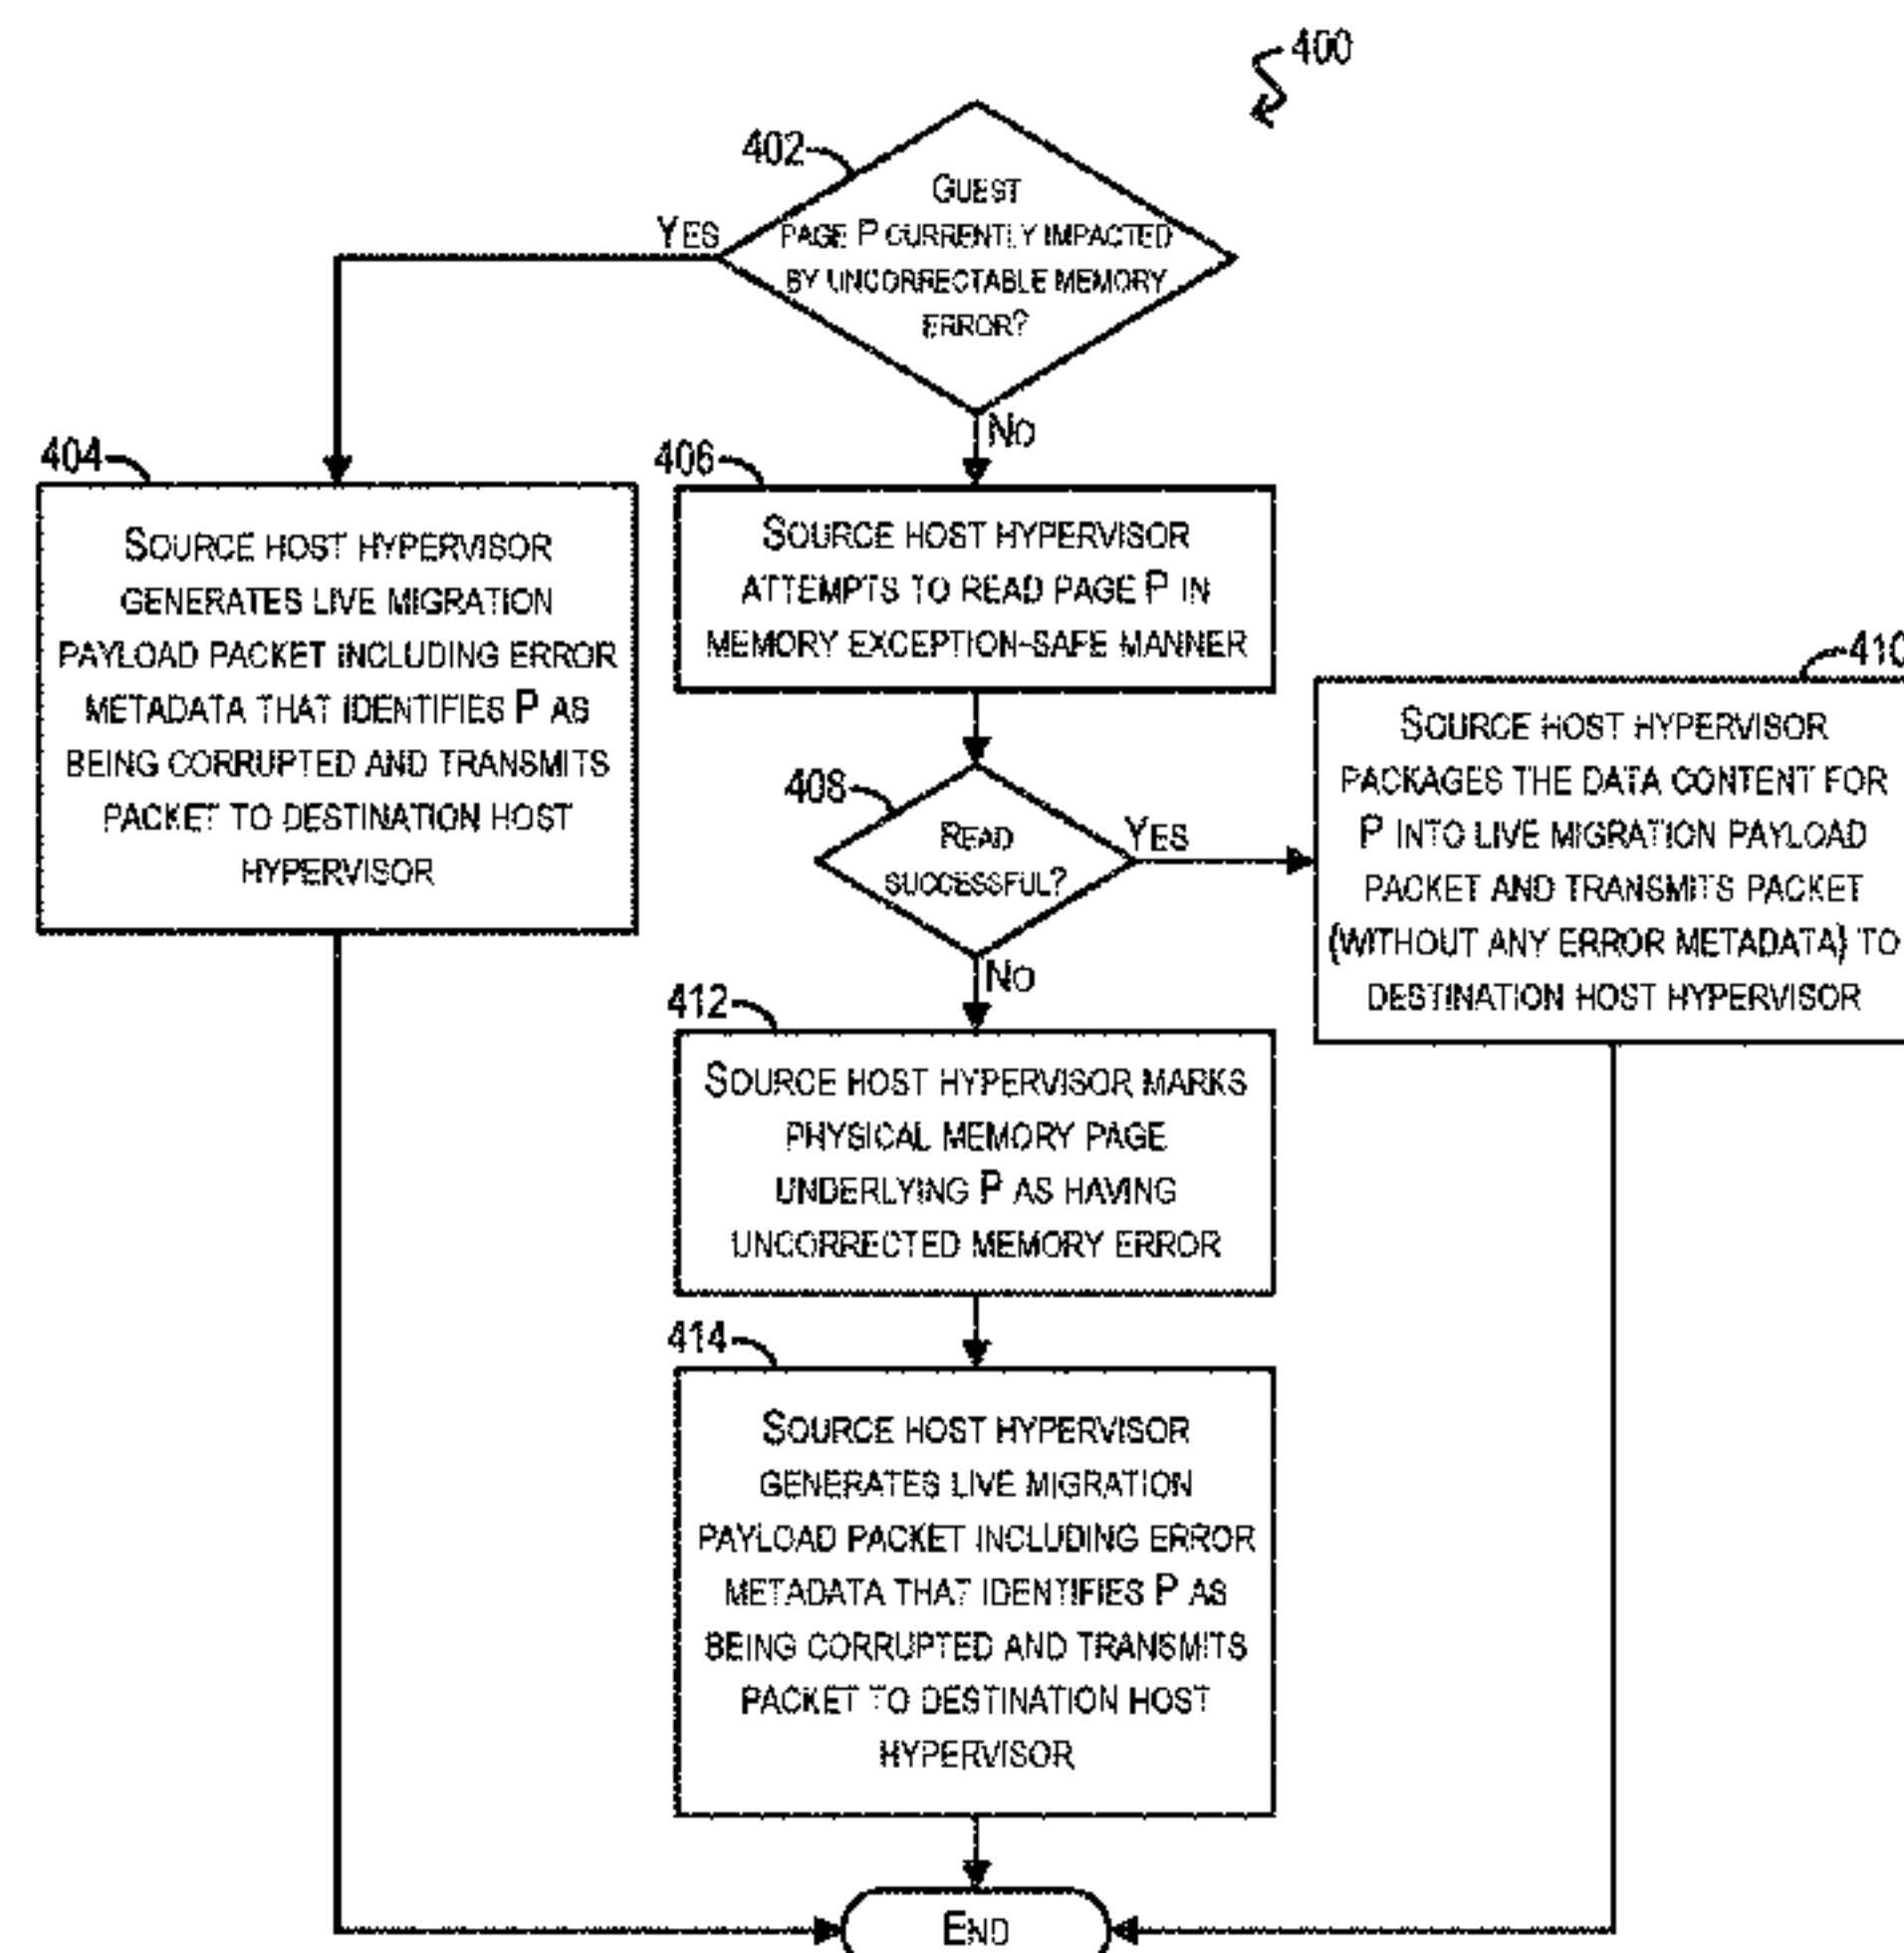 400
402
GUEST
PAGE P CURRENTLY IMPACTED
BY UNCORRECTABLE MEMORY
ERROR?
YES
NO
404
SOURCE HOST HYPERVISOR
GENERATES LIVE MIGRATION
PAYLOAD PACKET INCLUDING ERROR
METADATA THAT IDENTIFIES P AS
BEING CORRUPTED AND TRANSMITS
PACKET TO DESTINATION HOST
HYPERVISOR
406
SOURCE HOST HYPERVISOR
ATTEMPTS TO READ PAGE P IN
MEMORY EXCEPTION-SAFE MANNER
408
READ
SUCCESSFUL?
YES
NO
410
SOURCE HOST HYPERVISOR
PACKAGES THE DATA CONTENT FOR
P INTO LIVE MIGRATION PAYLOAD
PACKET AND TRANSMITS PACKET
(WITHOUT ANY ERROR METADATA) TO
DESTINATION HOST HYPERVISOR
412
SOURCE HOST HYPERVISOR MARKS
PHYSICAL MEMORY PAGE
UNDERLYING P AS HAVING
UNCORRECTED MEMORY ERROR
414
SOURCE HOST HYPERVISOR
GENERATES LIVE MIGRATION
PAYLOAD PACKET INCLUDING ERROR
METADATA THAT IDENTIFIES P AS
BEING CORRUPTED AND TRANSMITS
PACKET TO DESTINATION HOST
HYPERVISOR
END